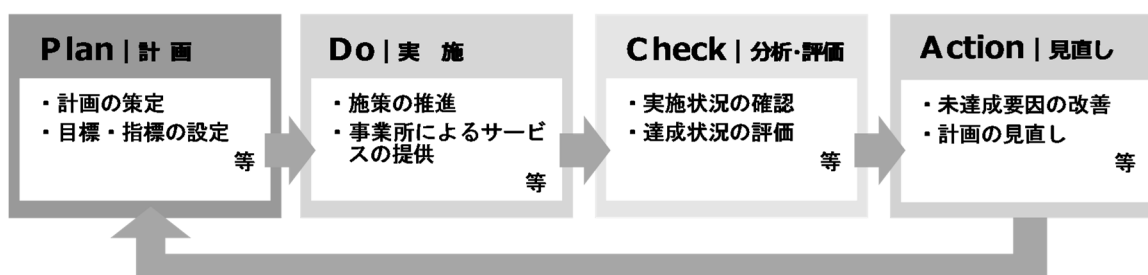 Plan | 計 画
・計画の策定
・目標・指標の設定
等
Do | 実 施
・施策の推進
・事業所によるサービ
スの提供
等
Check | 分析・評価
・実施状況の確認
・達成状況の評価
等
Action | 見直し
・未達成要因の改善
・計画の見直し
等